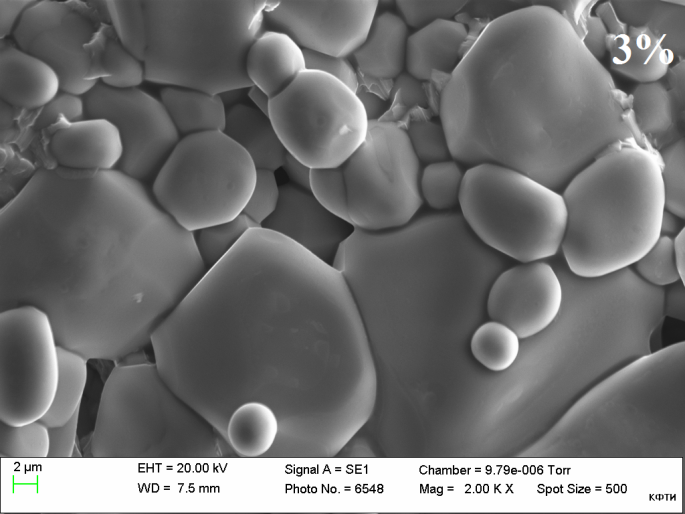 3%
2 µm
EHT = 20.00 kV
Signal A = SE1
Chamber = 9.79e-006 Torr
WD = 7.5 mm
Photo No. = 6548
Mag = 2.00 K X
Spot Size = 500
КФТИ